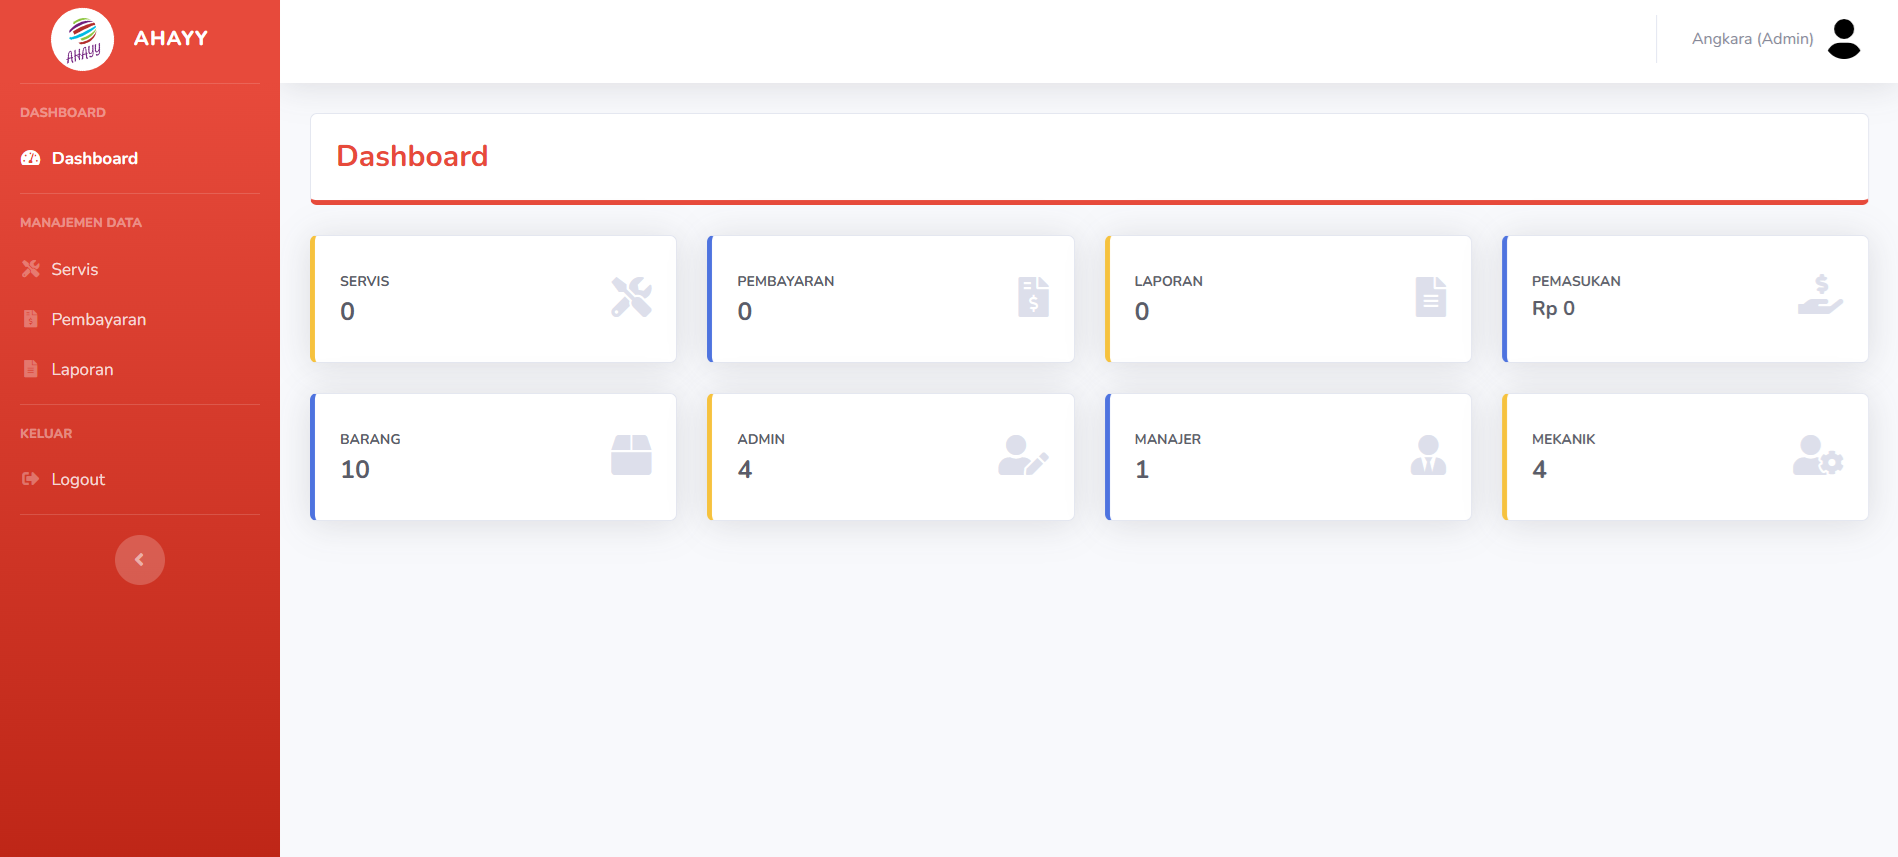 AHAYY
AHAYY
Angkara (Admin)
DASHBOARD
Dashboard
MANAJEMEN DATA
Servis
Pembayaran
Laporan
KELUAR
Logout
Dashboard
SERVIS
0
PEMBAYARAN
0
LAPORAN
0
PEMASUKAN
Rp 0
BARANG
10
ADMIN
4
MANAJER
1
MEKANIK
4